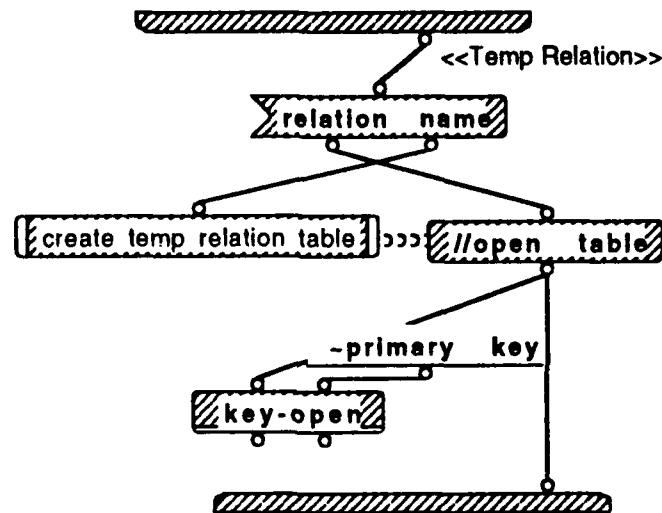 <<Temp Relation>>
relation name
create temp relation table
//open table
~primary key
key-open